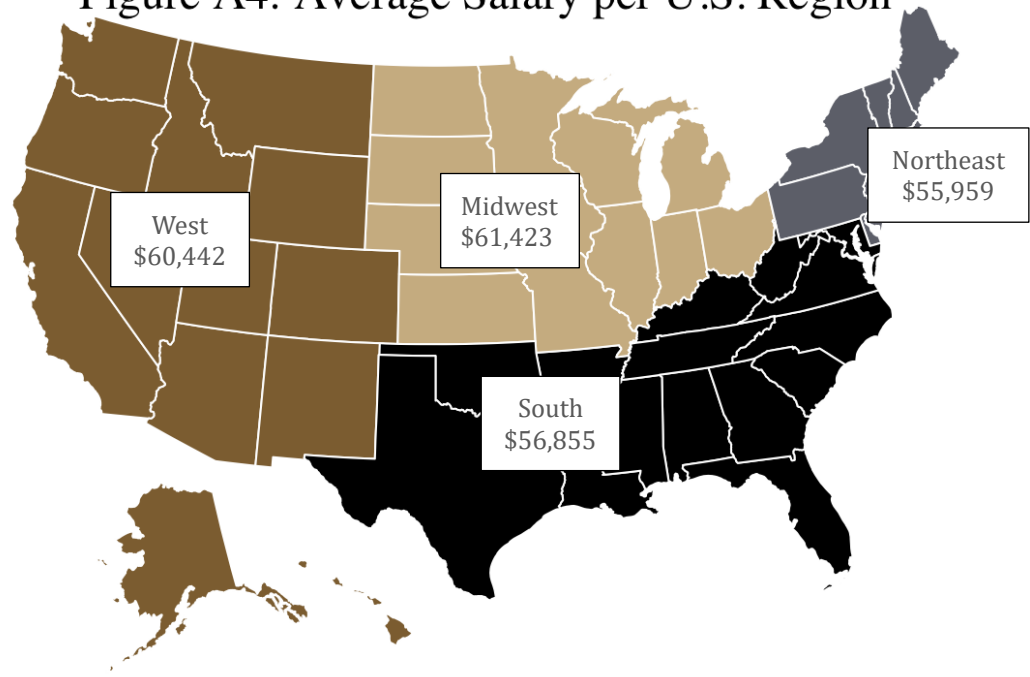 Figure A4: Average Salary per U.S. Region
Northeast
$55,959
Midwest
$61,423
West
$60,442
South
$56,855